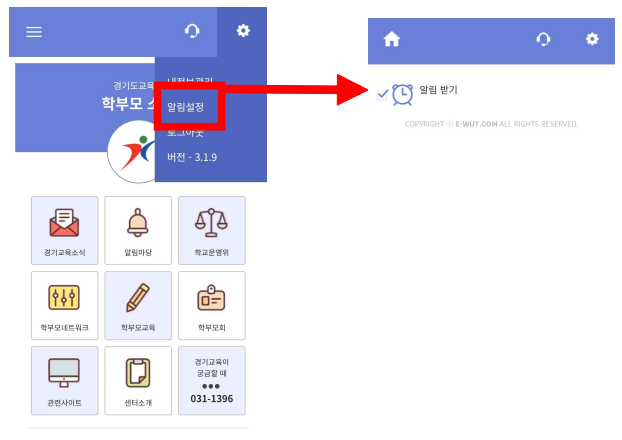 경기도교육
학부모 소
내정보관리
알림설정
로그아웃
버전 - 3.1.9
경기교육소식
알림마당
학교운영위
학부모네트워크
학부모교육
학부모회
관련사이트
센터소개
경기교육이
궁금할 때
●●●
031-1396
알림 받기
COPYRIGHT ⓒ E-WUT.COM ALL RIGHTS RESERVED.